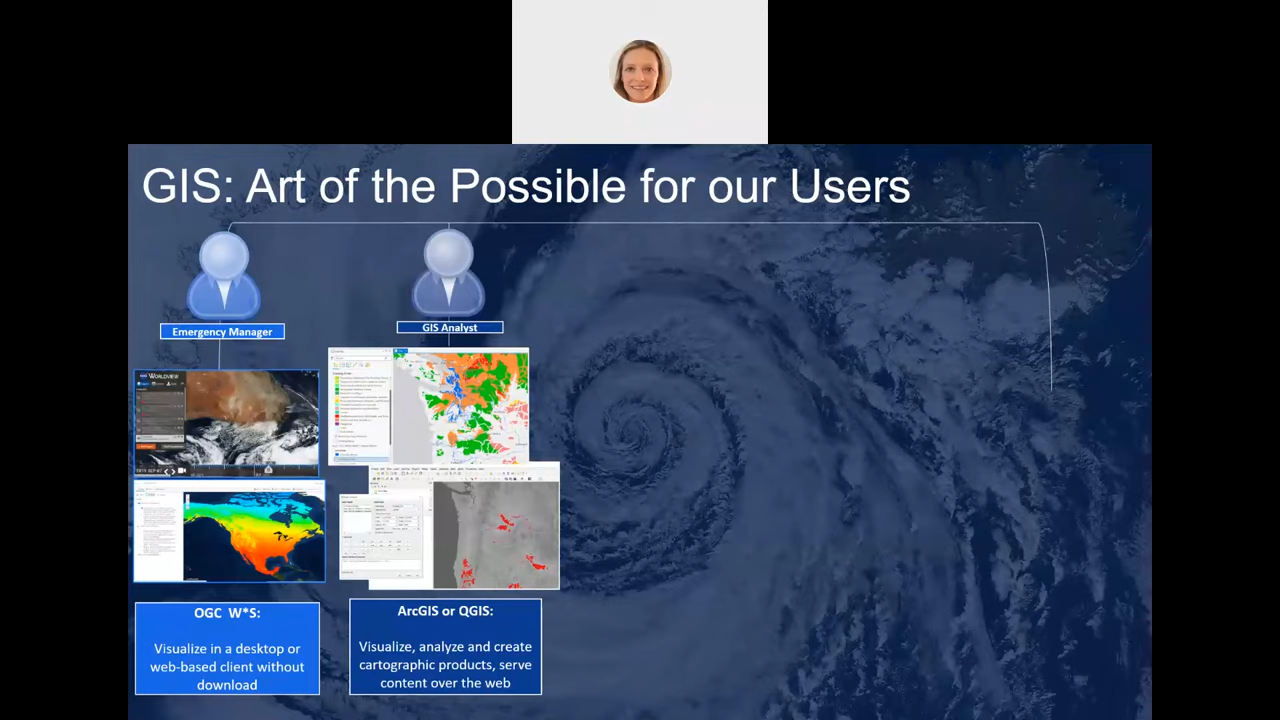 GIS: Art of the Possible for our Users
Emergency Manager
GIS Analyst
WORLDVIEW
OGC W*S:
Visualize in a desktop or
web-based client without
download
ArcGIS or QGIS:
Visualize, analyze and create
cartographic products, serve
content over the web